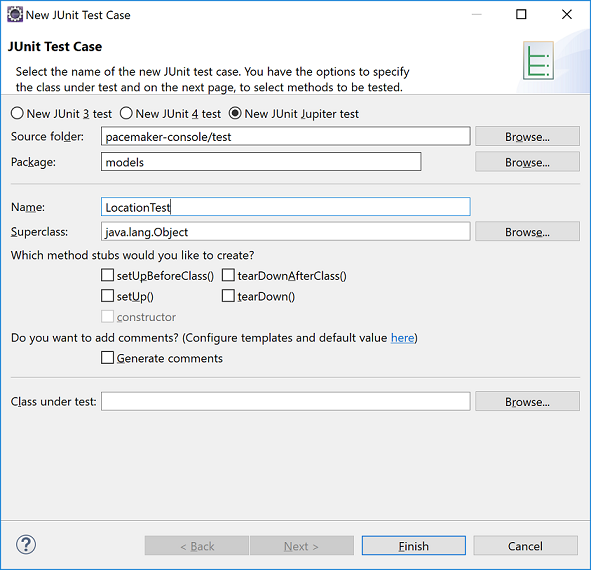 New JUnit Test Case
JUnit Test Case
Select the name of the new JUnit test case. You have the options to specify
the class under test and on the next page, to select methods to be tested.
New JUnit 3 test New JUnit 4 test New JUnit Jupiter test
Source folder: pacemaker-console/test Browse...
Package: models Browse...
Name: LocationTest
Superclass: java.lang.Object Browse...
Which method stubs would you like to create?
setUpBeforeClass() tearDownAfterClass()
setUp() tearDown()
constructor
Do you want to add comments? (Configure templates and default value here)
Generate comments
Class under test: Browse...
? < Back Next > Finish Cancel